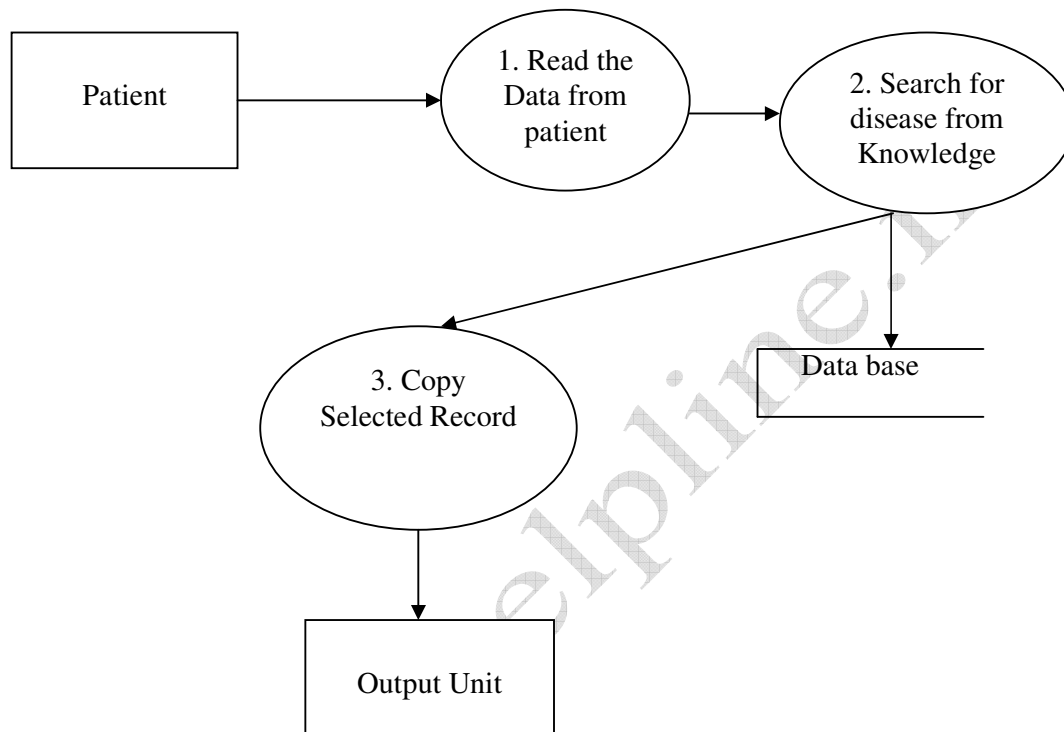 Patient
1. Read the
Data from
patient
2. Search for
disease from
Knowledge
Data base
3. Copy
Selected Record
Output Unit
elpline.